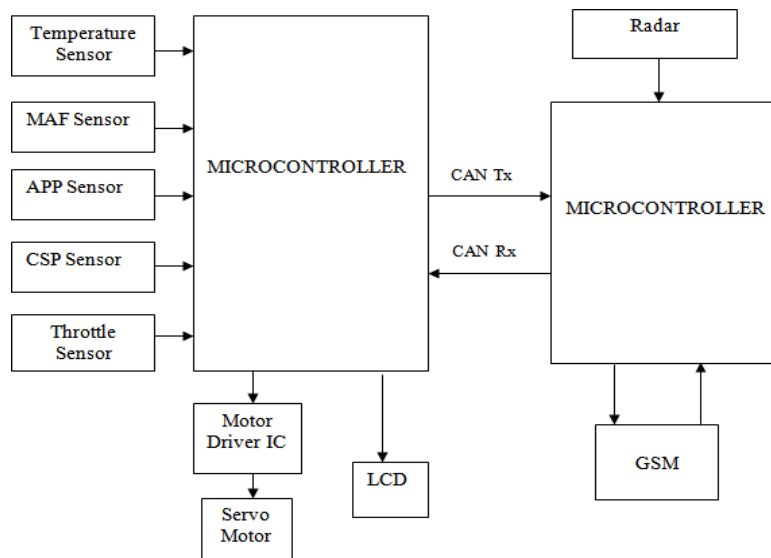 Temperature
Sensor
MAF Sensor
APP Sensor
CSP Sensor
Throttle
Sensor
MICROCONTROLLER
CAN Tx
CAN Rx
Radar
MICROCONTROLLER
Motor
Driver IC
LCD
Servo
Motor
GSM